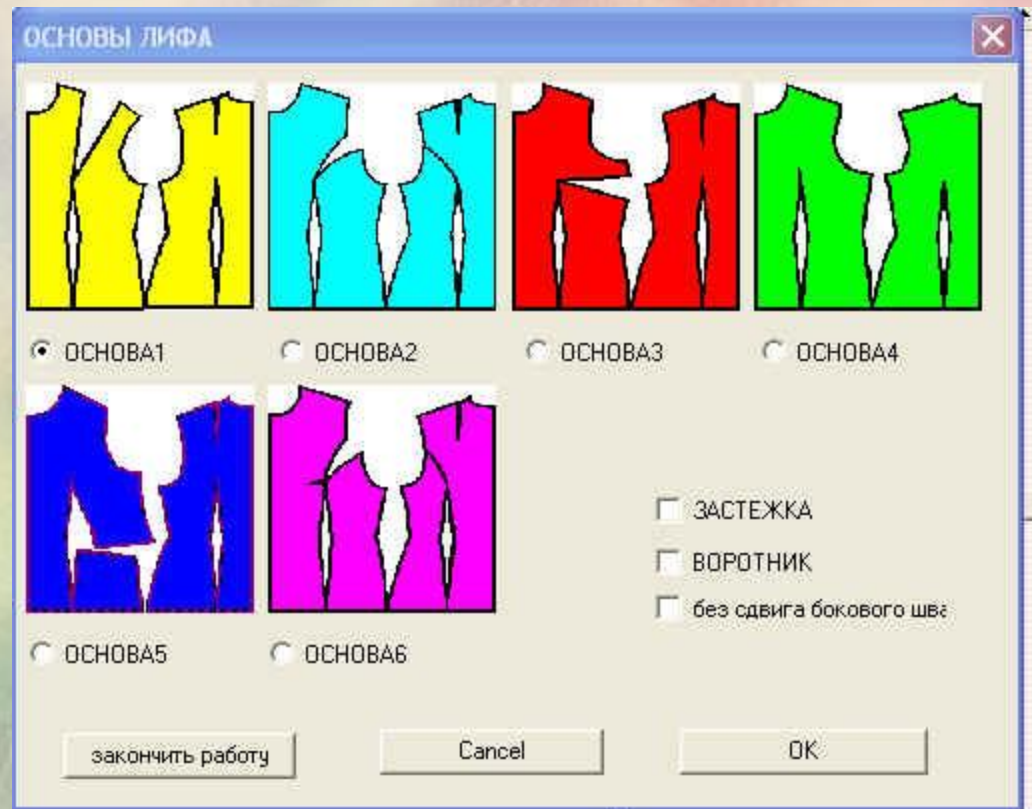 ОСНОВЫ ЛИФА
ОСНОВА1
ОСНОВА2
ОСНОВА3
ОСНОВА4
ОСНОВА5
ОСНОВА6
ЗАСТЕЖКА
ВОРОТНИК
без сдвига бокового шва
закончить работу
Cancel
OK